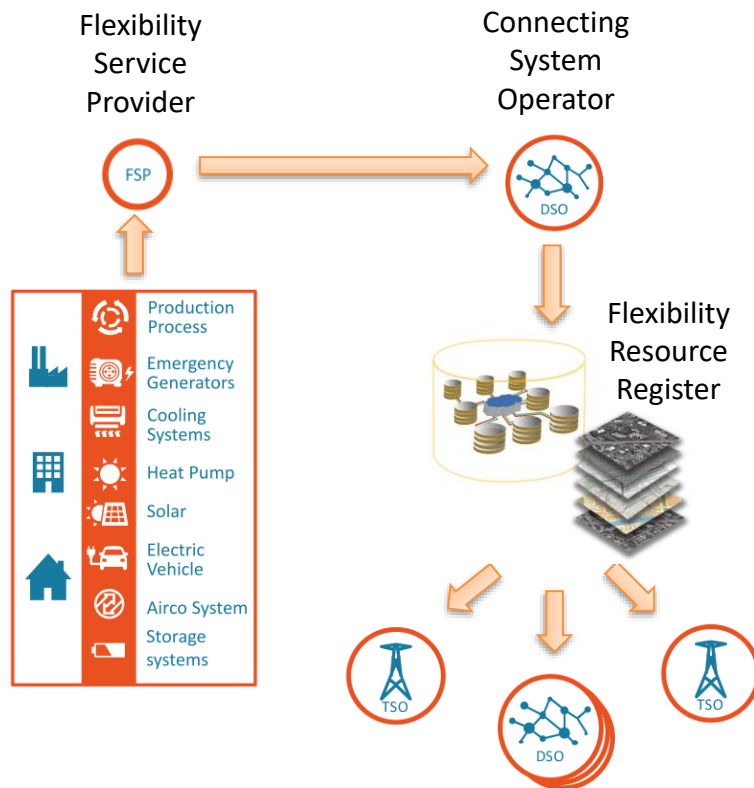 Flexibility
Service
Provider
Connecting
System
Operator
FSP
DSO
Production
Process
Emergency
Generators
Cooling
Systems
Heat Pump
Solar
Electric
Vehicle
Airco System
Storage
systems
Flexibility
Resource
Register
TSO
DSO
TSO